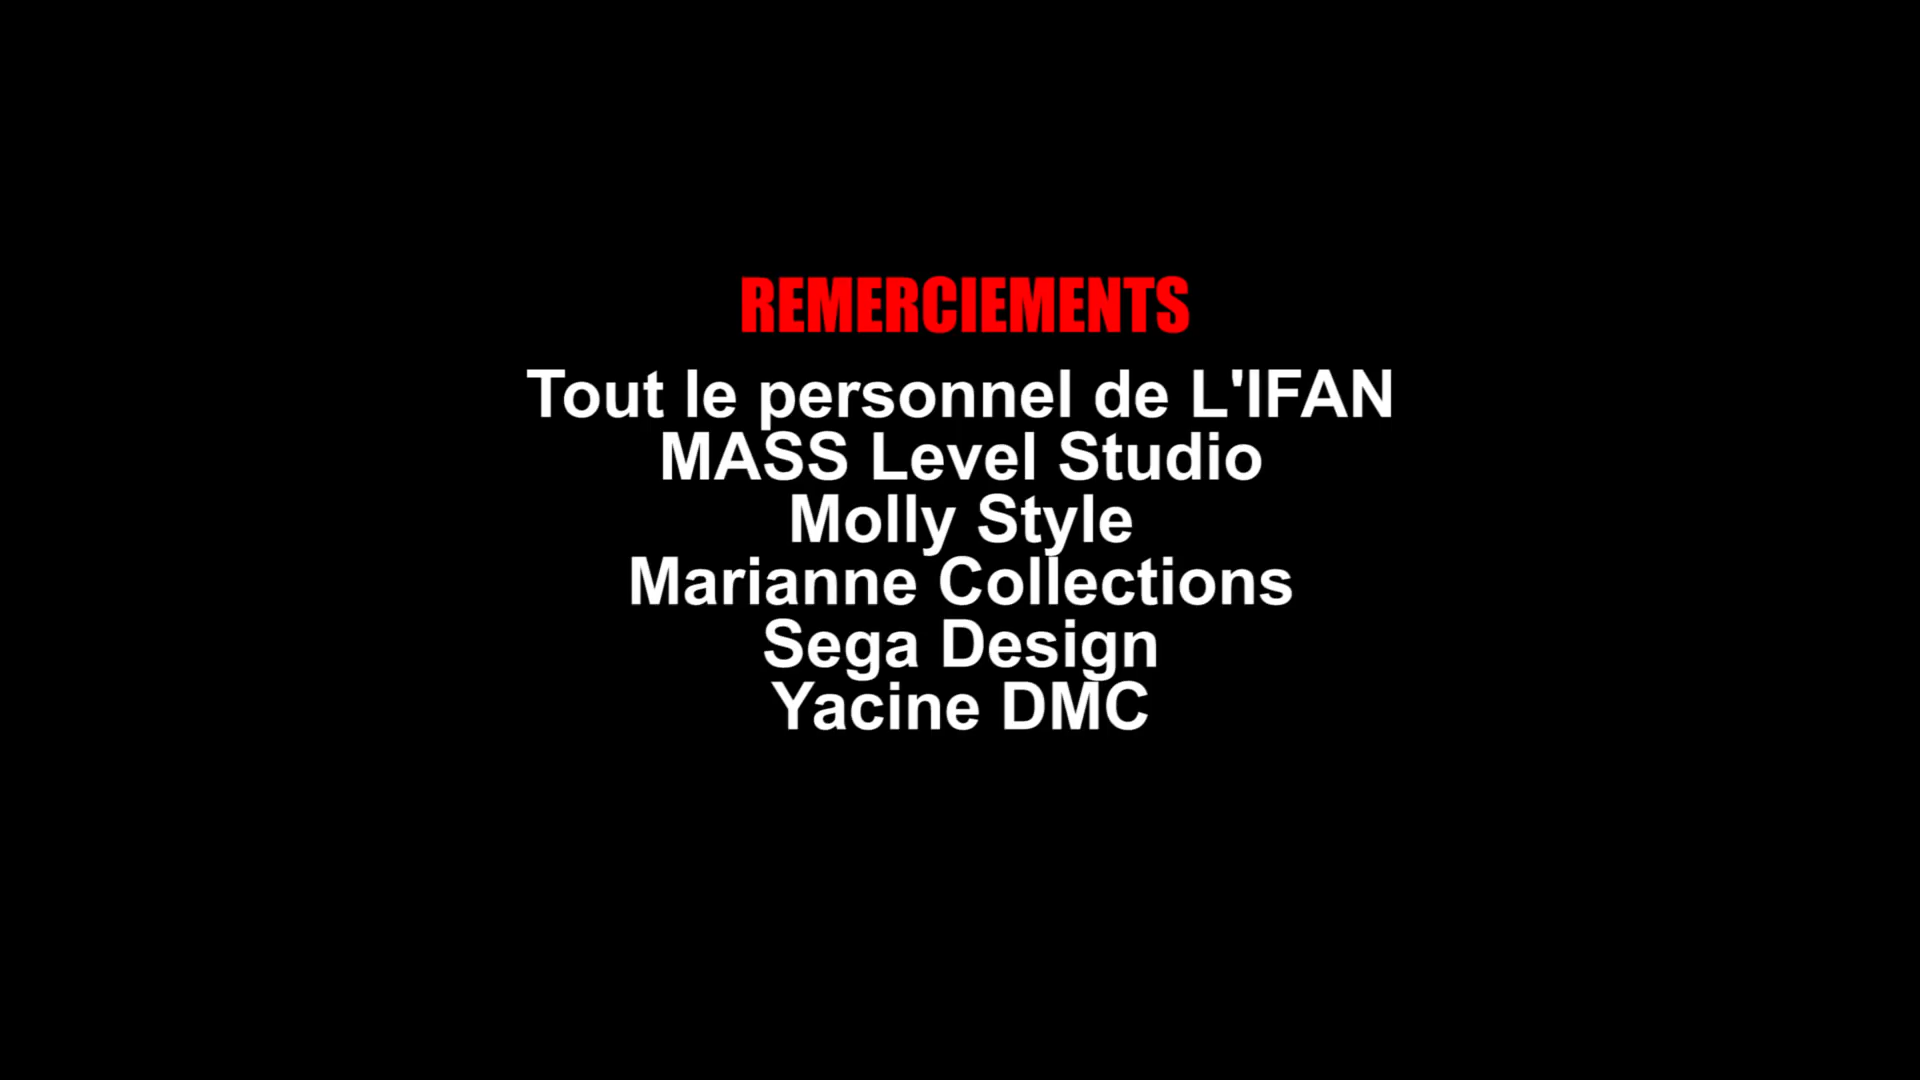 REMERCIEMENTS
Tout le personnel de L'IFAN
MASS Level Studio
Molly Style
Marianne Collections
Sega Design
Yacine DMC